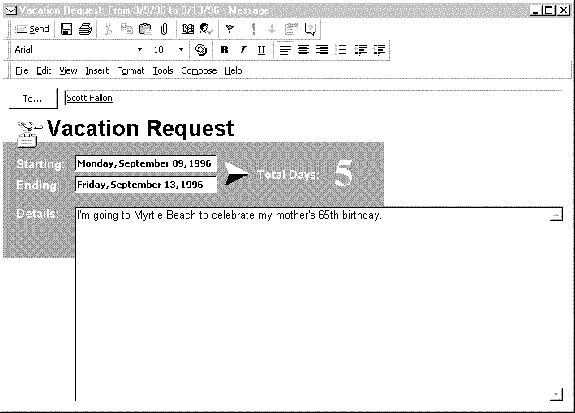 Vacation Request: From 9/9/96 to 9/13/96 - Message
Send
Arial 10 B I U
File Edit View Insert Format Tools Compose Help
To... Scott Fallon
Vacation Request
Starting: Monday, September 09, 1996
Ending: Friday, September 13, 1996
Total Days: 5
Details: I'm going to Myrtle Beach to celebrate my mother's 65th birthday.